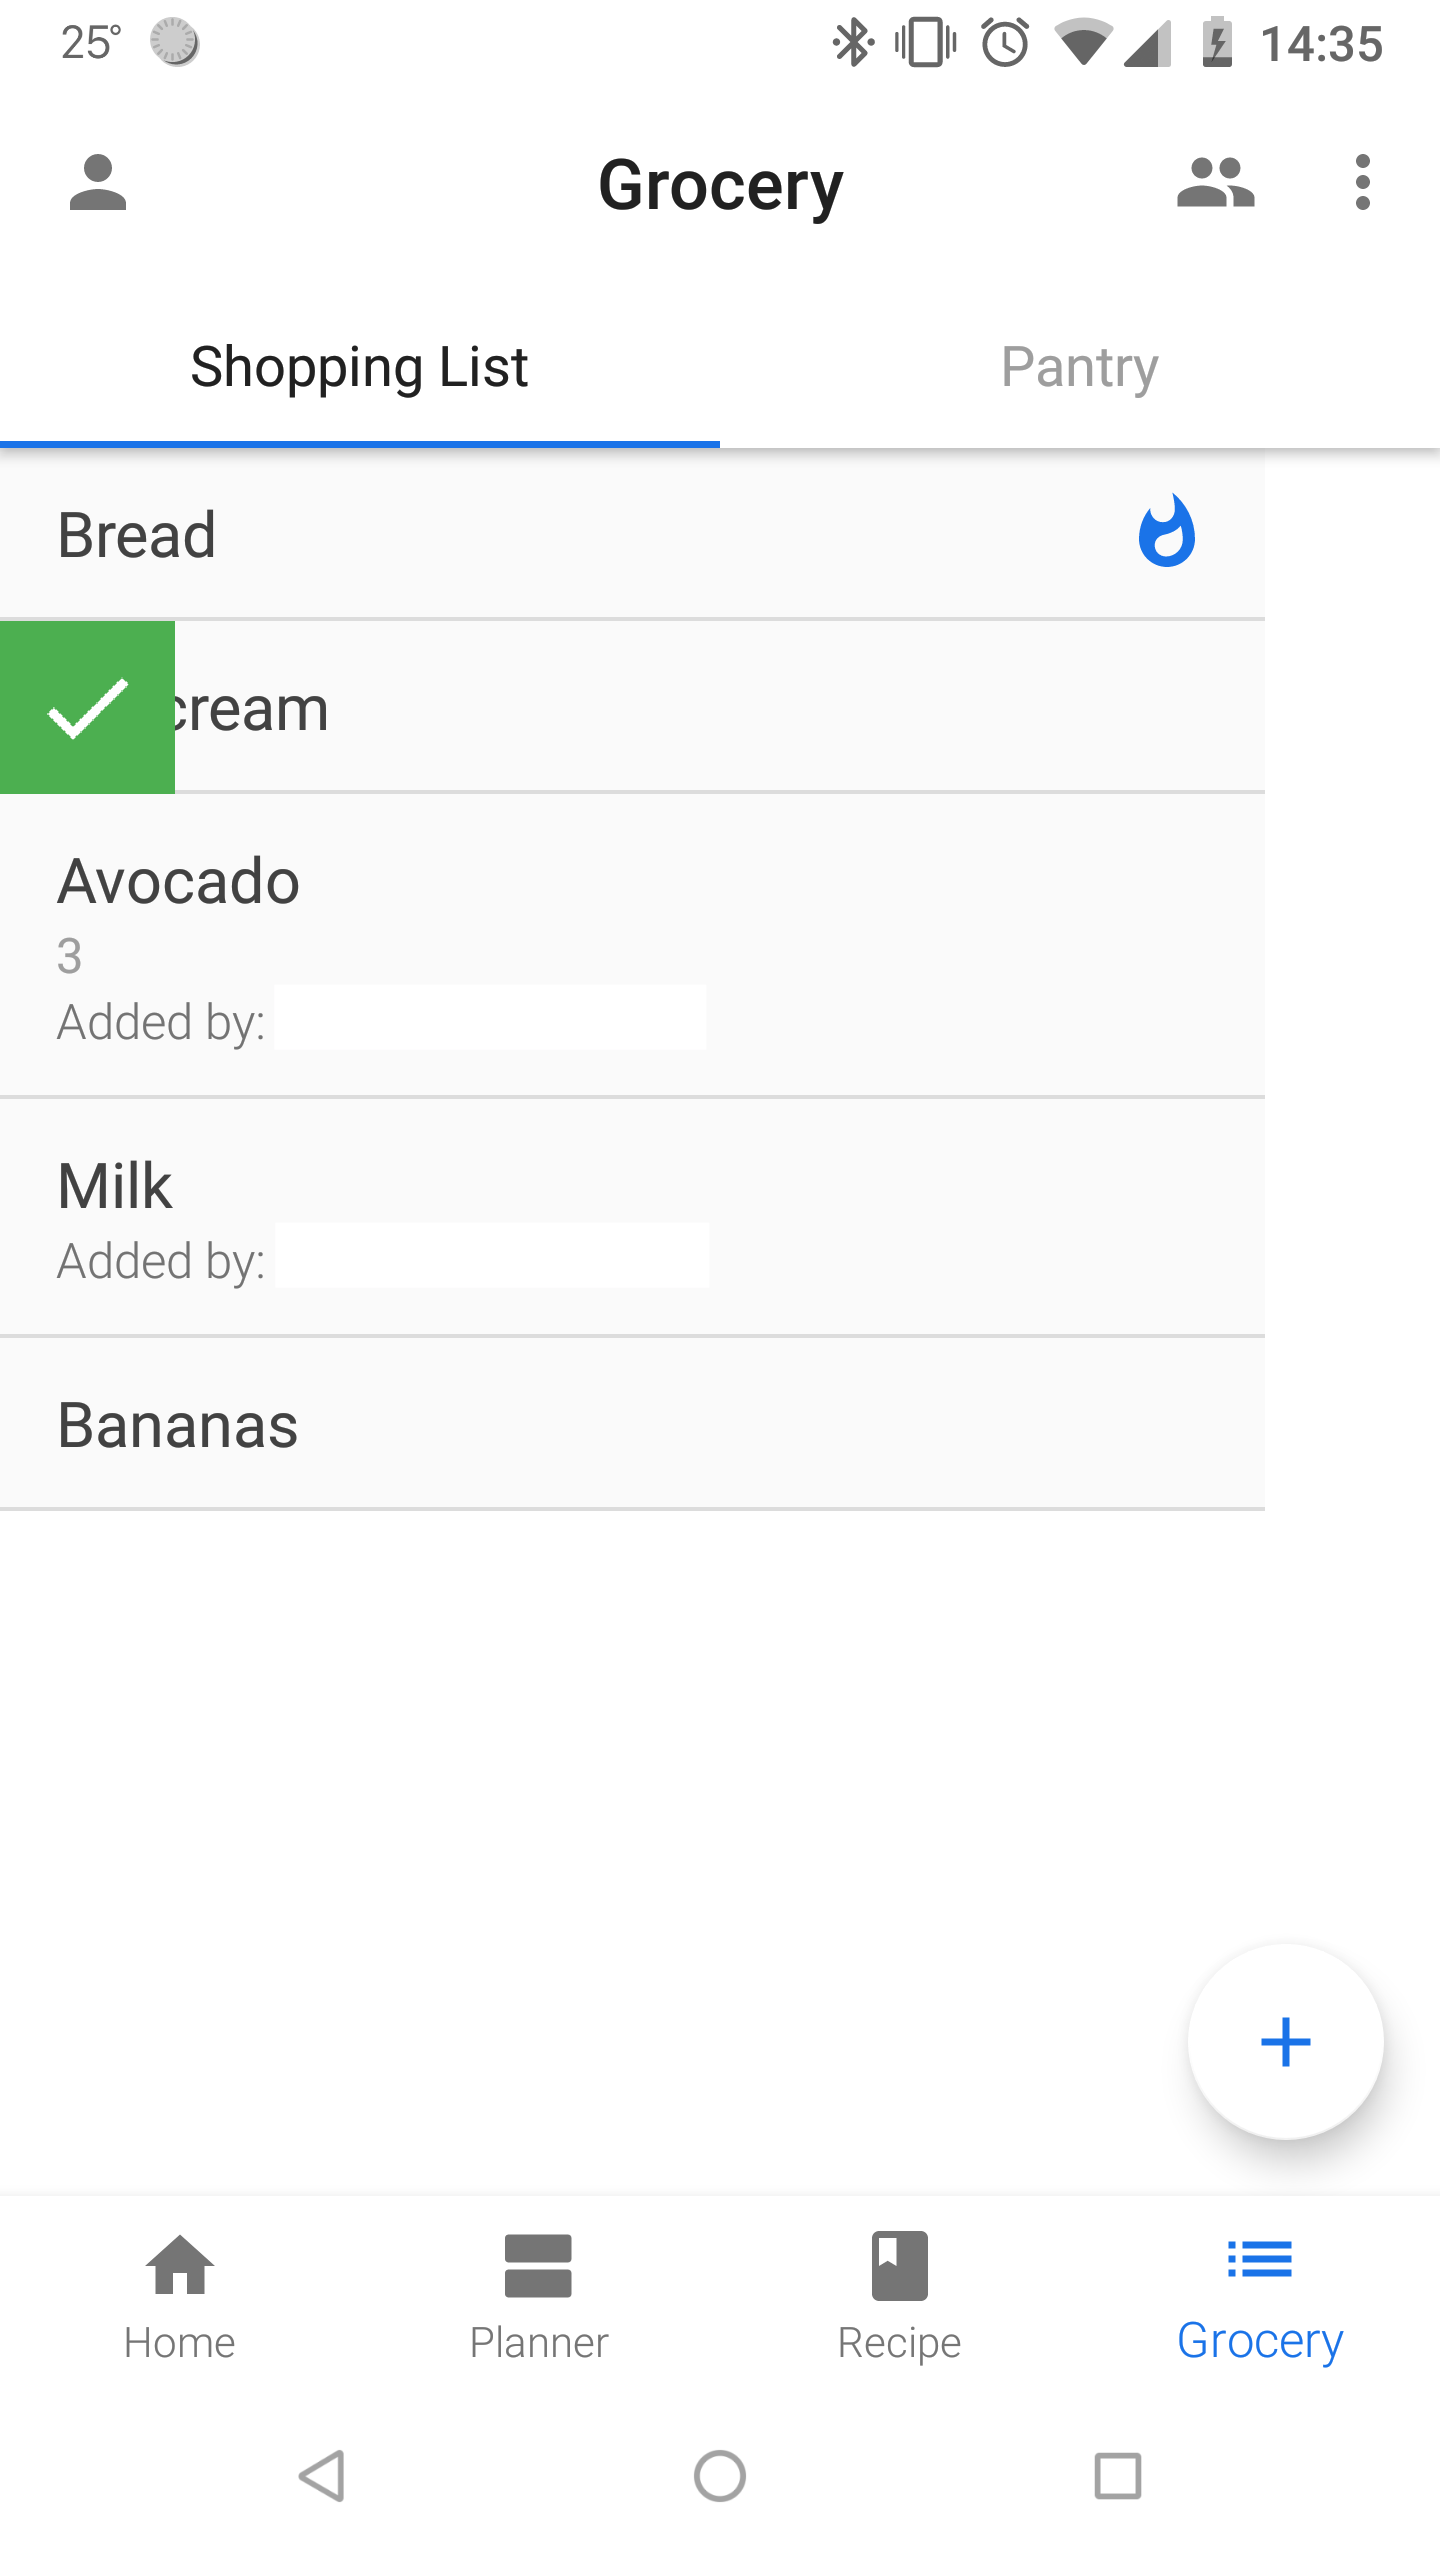 25°
14:35
Grocery
Shopping List
Pantry
Bread
cream
Avocado
3
Added by:
Milk
Added by:
Bananas
Home
Planner
Recipe
Grocery